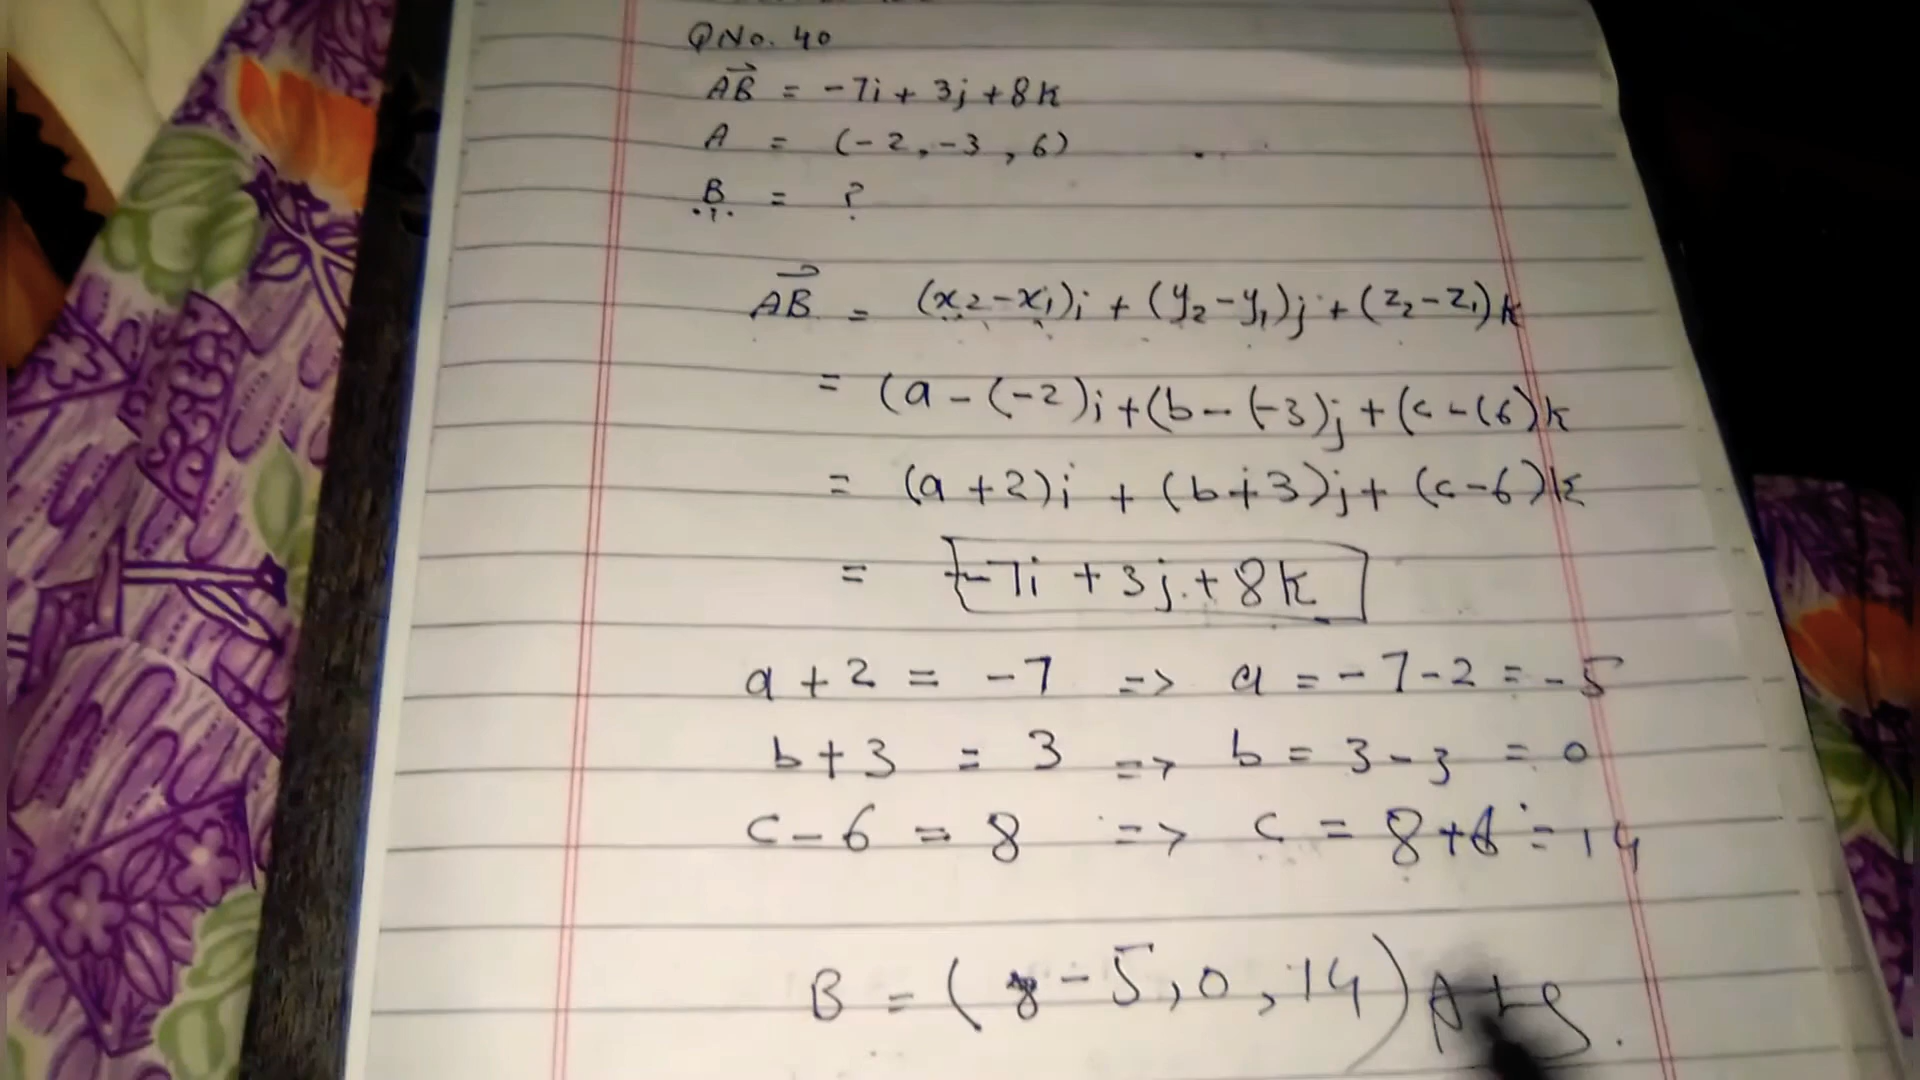 QNo. 40
AB = -7i + 3j + 8k
A = (-2, -3, 6)
B = ?
AB = (x2-x1)i + (y2-y1)j + (z2-z1)k
= (a-(-2)i + (b-(-3)j + (c-(6)k
= (a+2)i + (b+3)j + (c-6)k
= -7i + 3j + 8k
a+2 = -7 => a = -7-2 = -5
b+3 = 3 => b = 3-3 = 0
c-6 = 8 => c = 8+6 = 14
B = (-5, 0, 14)